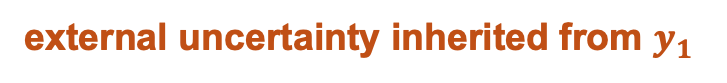 external uncertainty inherited from y₁